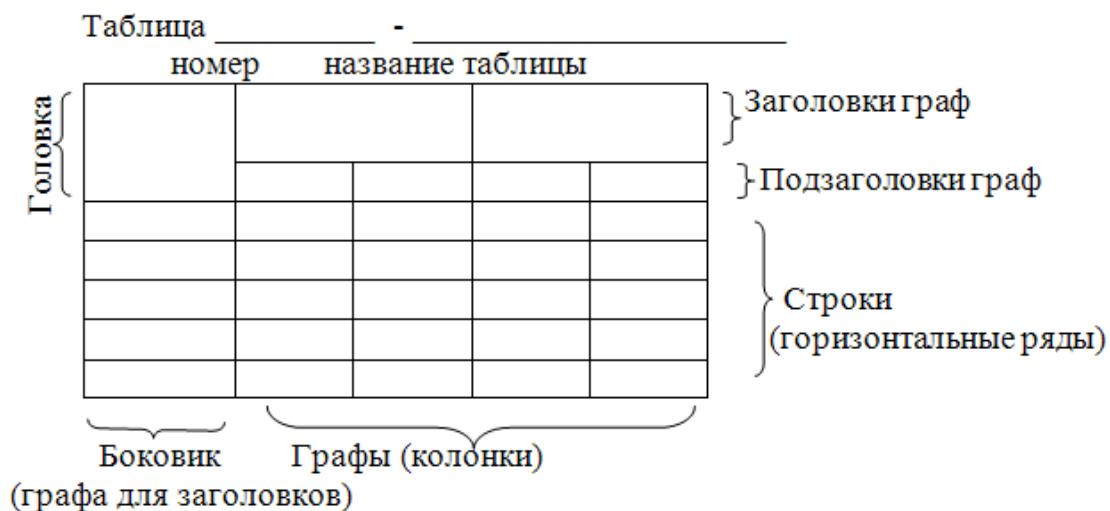 Таблица __________ - ______________________
номер название таблицы
Головка
Заголовки граф
Подзаголовки граф
Строки
(горизонтальные ряды)
Боковик
(графа для заголовков)
Графы (колонки)